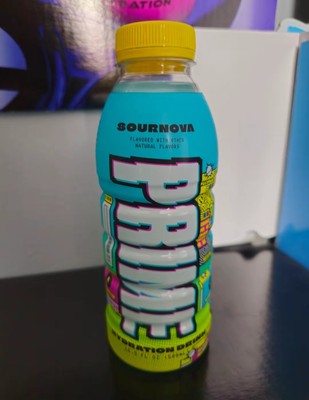 SOURNOVA
FLAVORED WITH OTHER
NATURAL FLAVORS
PRIME
HYDRATION DRINK